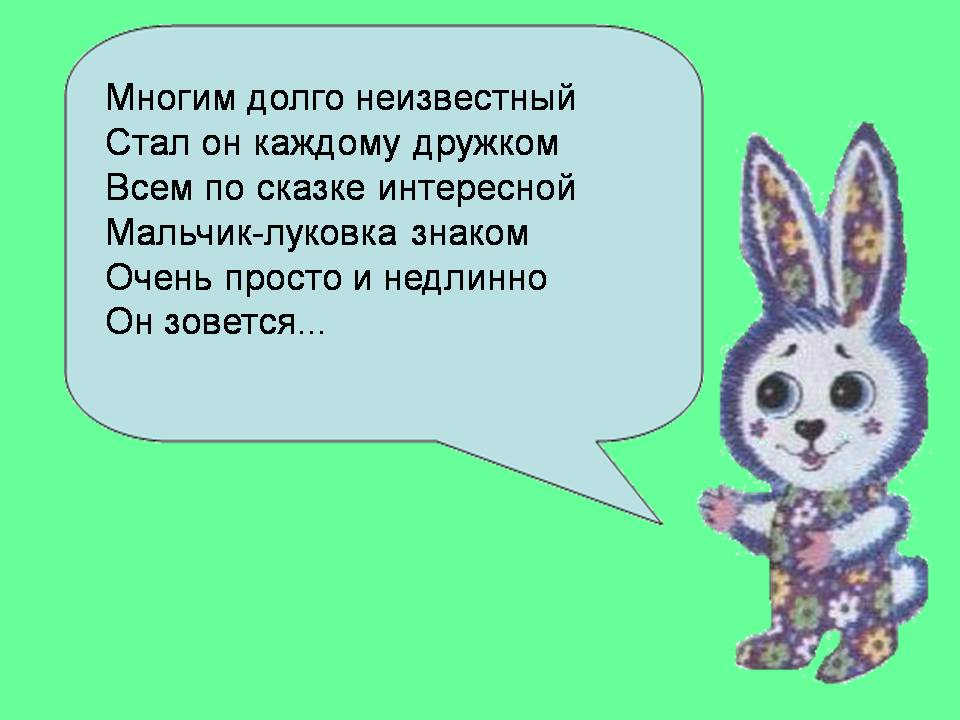 Многим долго неизвестный
Стал он каждому дружком
Всем по сказке интересной
Мальчик-луковка знаком
Очень просто и недлинно
Он зовется...